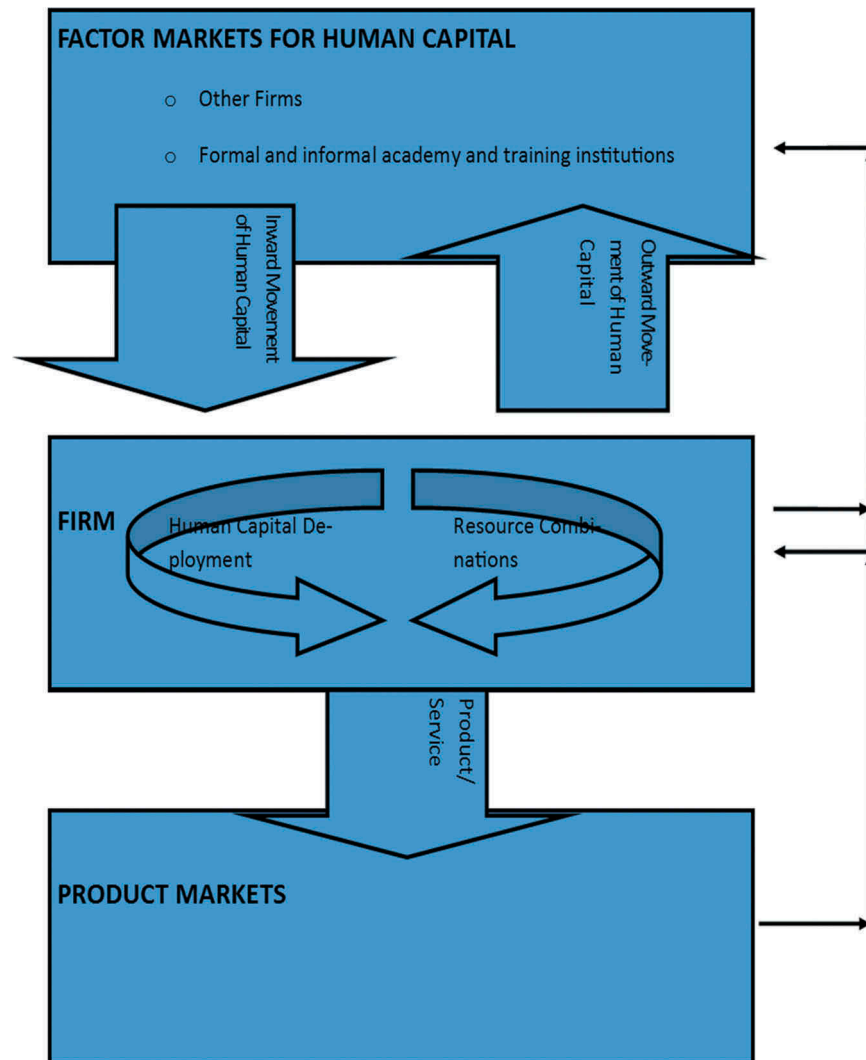 FACTOR MARKETS FOR HUMAN CAPITAL
o Other Firms
o Formal and informal academy and training institutions
Inward Movement
of Human Capital
Outward Move-
ment of Human
Capital
FIRM
Human Capital De-
ployment
Resource Combi-
nations
Product/
Service
PRODUCT MARKETS